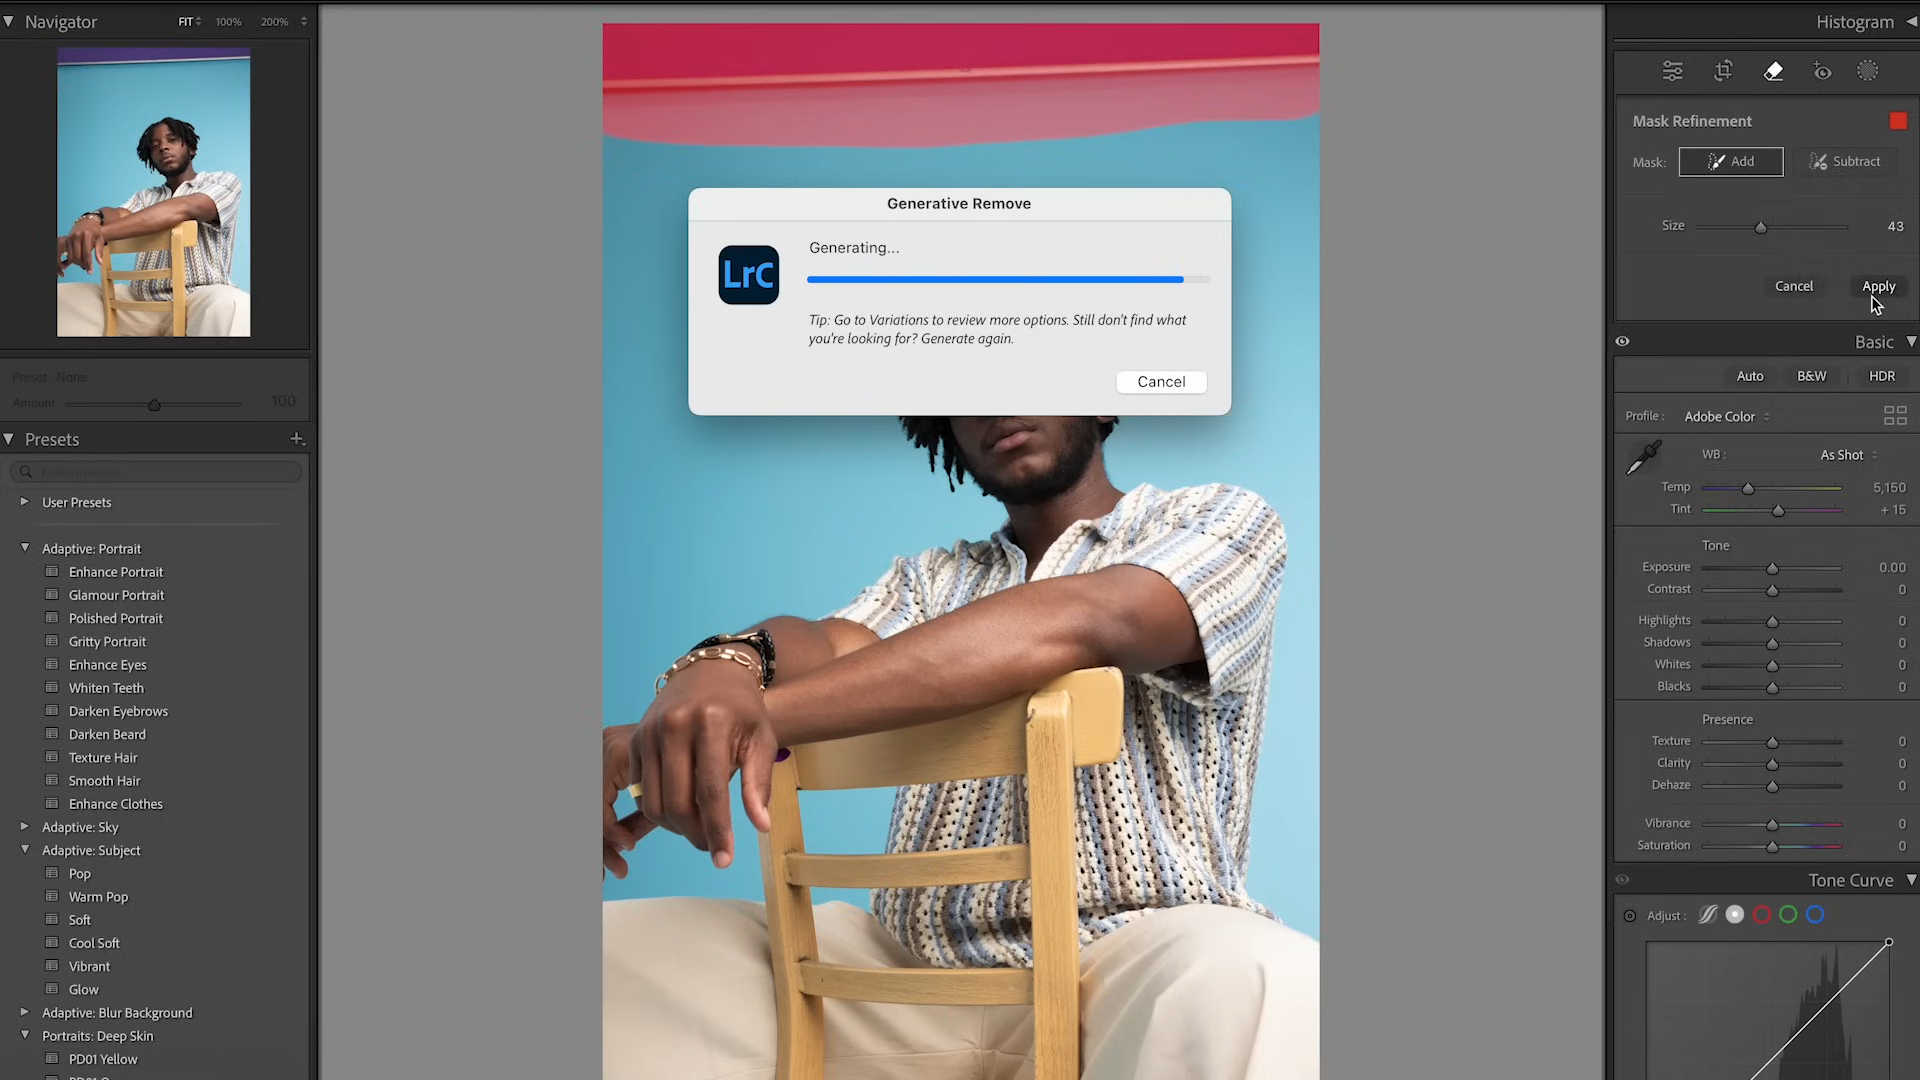 Navigator
FIT 100% 200%
Preset: None
Amount 100
Presets
User Presets
Adaptive: Portrait
Enhance Portrait
Glamour Portrait
Polished Portrait
Gritty Portrait
Enhance Eyes
Whiten Teeth
Darken Eyebrows
Darken Beard
Texture Hair
Smooth Hair
Enhance Clothes
Adaptive: Sky
Adaptive: Subject
Pop
Warm Pop
Soft
Cool Soft
Vibrant
Glow
Adaptive: Blur Background
Portraits: Deep Skin
PD01 Yellow
Generative Remove
LrC
Generating...
Tip: Go to Variations to review more options. Still don't find what
you're looking for? Generate again.
Cancel
Histogram
Mask Refinement
Mask: Add Subtract
Size 43
Cancel Apply
Basic
Auto B&W HDR
Profile: Adobe Color
WB: As Shot
Temp 5,150
Tint + 15
Tone
Exposure 0.00
Contrast 0
Highlights 0
Shadows 0
Whites 0
Blacks 0
Presence
Texture 0
Clarity 0
Dehaze 0
Vibrance 0
Saturation 0
Tone Curve
Adjust: